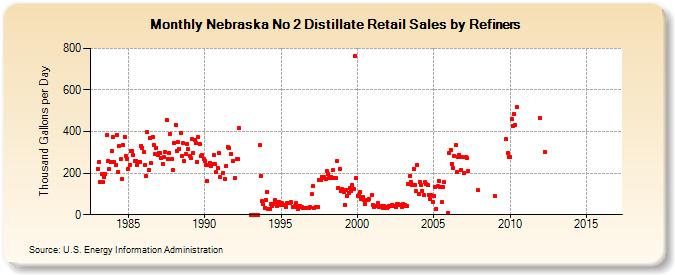 Monthly Nebraska No 2 Distillate Retail Sales by Refiners
Thousand Gallons per Day
800
600
400
200
0
1985 1990 1995 2000 2005 2010 2015
Source: U.S. Energy Information Administration